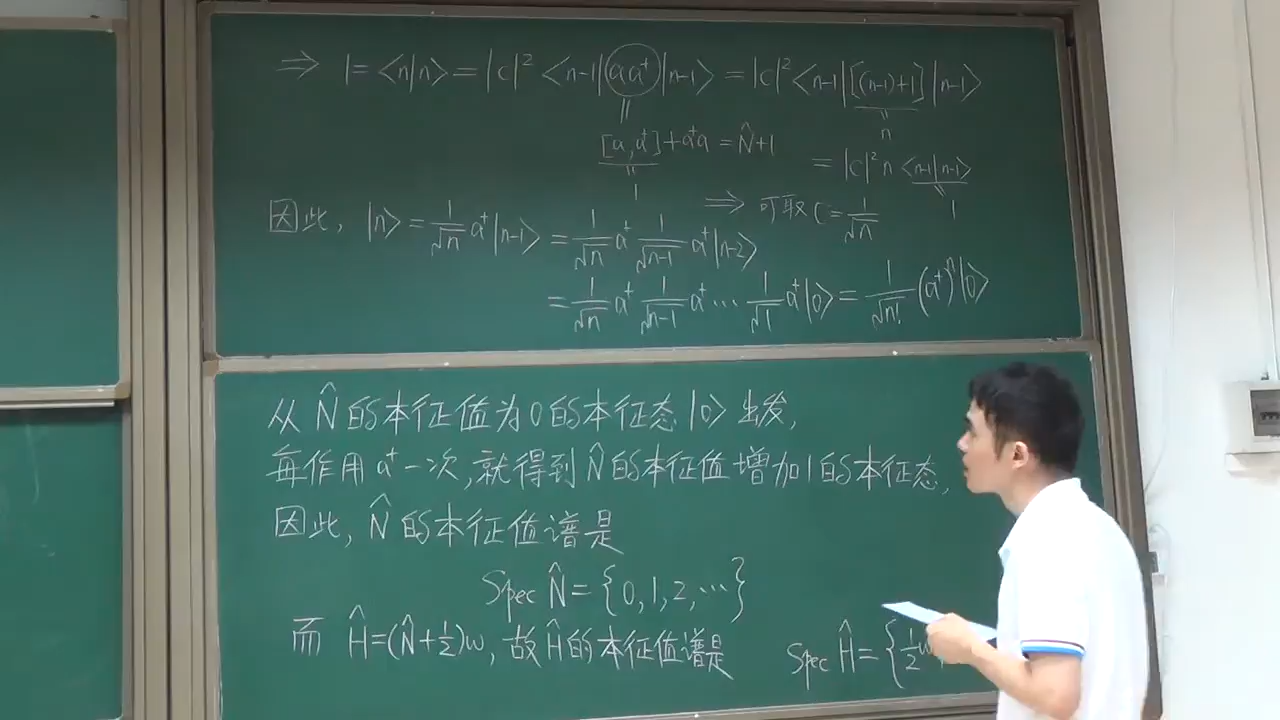 ⇒ 1=<n|n>=|c|² <n-1|(aa⁺)|n-1> = |c|² <n-1|[(n-1)+1]|n-1>
‖ ‖
[a,a⁺]+a⁺a = N̂+1 n
‖ = |c|² n <n-1|n-1>
1 ‖
⇒ 可取 C=1/√n 1
因此, |n> = 1/√n a⁺|n-1> = 1/√n a⁺ 1/√(n-1) a⁺|n-2>
= 1/√n a⁺ 1/√(n-1) a⁺ ⋯ 1/√1 a⁺|0> = 1/√n! (a⁺)ⁿ|0>
从 N̂ 的本征值为 0 的本征态 |0> 出发,
每作用 a⁺ 一次, 就得到 N̂ 的本征值增加 1 的本征态,
因此, N̂ 的本征值谱是
Spec N̂ = {0, 1, 2, ⋯}
而 Ĥ=(N̂+1/2)ω, 故 Ĥ 的本征值谱是 Spec Ĥ = {1/2 ω